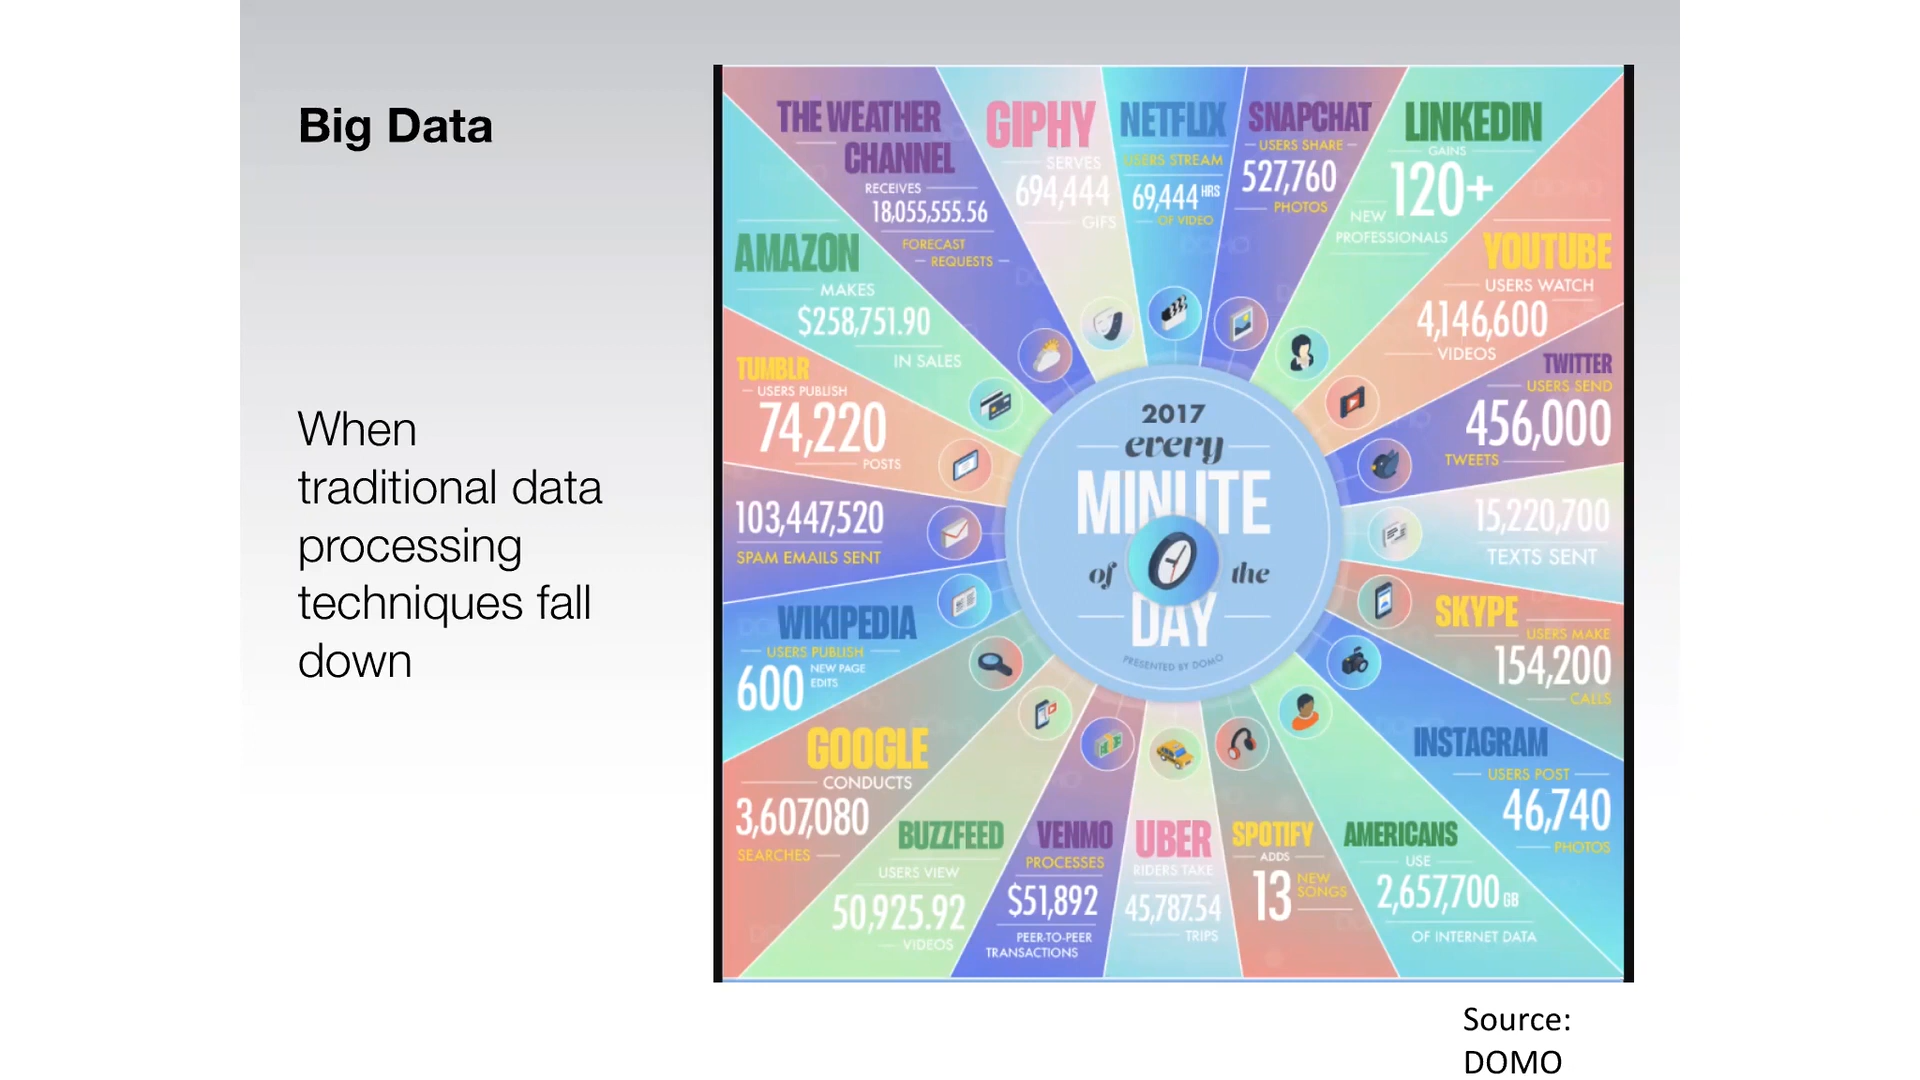 Big Data
When
traditional data
processing
techniques fall
down
THE WEATHER
CHANNEL
RECEIVES
18,055,555.56
FORECAST
REQUESTS
GIPHY
SERVES
694,444
GIFS
NETFLIX
USERS STREAM
69,444 HRS
OF VIDEO
SNAPCHAT
USERS SHARE
527,760
PHOTOS
LINKEDIN
GAINS
120+
NEW
PROFESSIONALS
YOUTUBE
USERS WATCH
4,146,600
VIDEOS
TWITTER
USERS SEND
456,000
TWEETS
15,220,700
TEXTS SENT
SKYPE
USERS MAKE
154,200
CALLS
INSTAGRAM
USERS POST
46,740
PHOTOS
AMERICANS
USE
2,657,700 GB
OF INTERNET DATA
SPOTIFY
ADDS
13 NEW
SONGS
UBER
RIDERS TAKE
45,787.54
TRIPS
VENMO
PROCESSES
$51,892
PEER-TO-PEER
TRANSACTIONS
BUZZFEED
USERS VIEW
50,925.92
VIDEOS
GOOGLE
CONDUCTS
3,607,080
SEARCHES
WIKIPEDIA
USERS PUBLISH
600 NEW PAGE
EDITS
103,447,520
SPAM EMAILS SENT
TUMBLR
USERS PUBLISH
74,220
POSTS
AMAZON
MAKES
$258,751.90
IN SALES
2017
every
MINUTE
of the
DAY
PRESENTED BY DOMO
Source:
DOMO